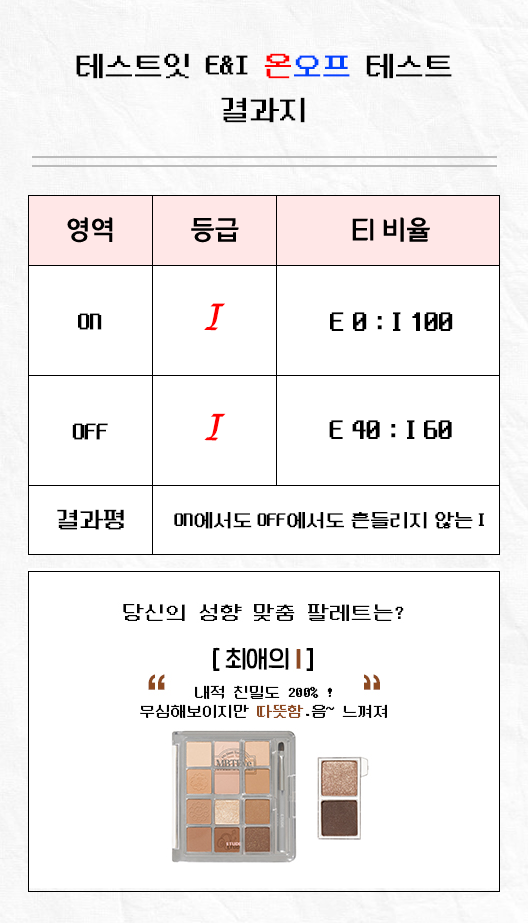 테스트잇 E&I 온오프 테스트
결과지
영역 등급 EI 비율
ON I E 0 : I 100
OFF I E 40 : I 60
결과평 ON에서도 OFF에서도 흔들리지 않는 I
당신의 성향 맞춤 팔레트는?
[ 최애의 I ]
“ 내적 친밀도 200% ! ”
무심해보이지만 따뜻함.음~ 느껴져
ETUDE